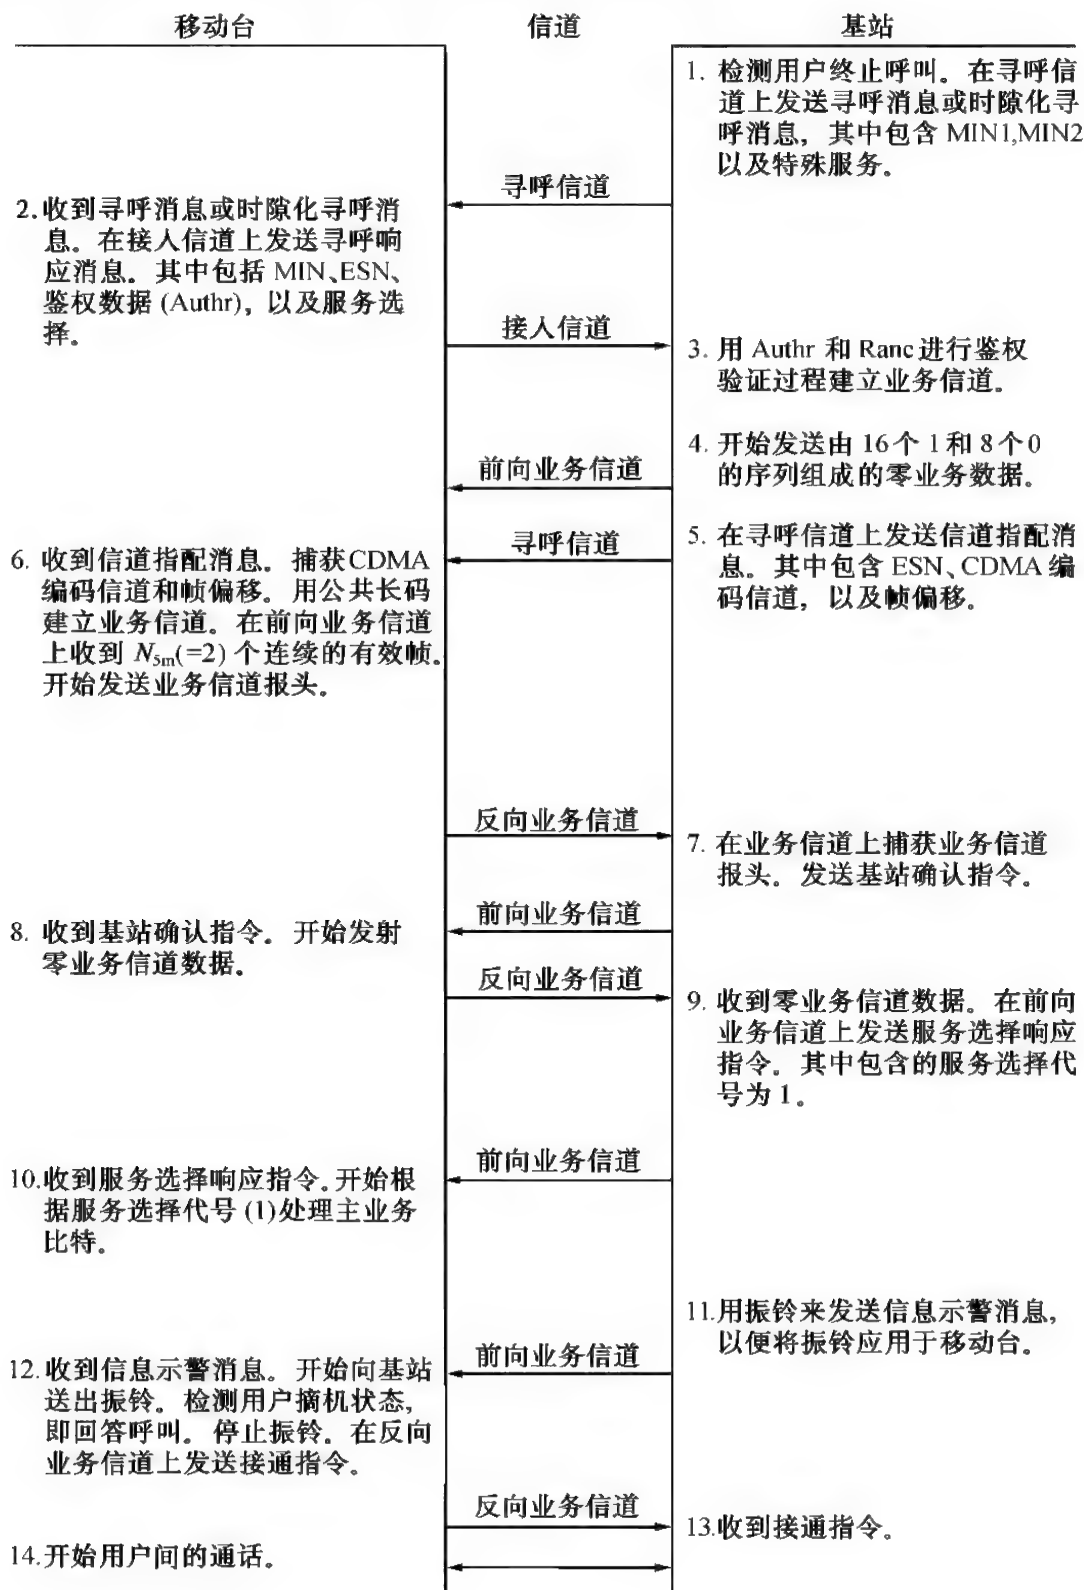 移动台 信道 基站
1. 检测用户终止呼叫。在寻呼信
道上发送寻呼消息或时隙化寻
呼消息，其中包含 MIN1,MIN2
以及特殊服务。
寻呼信道
2.收到寻呼消息或时隙化寻呼消
息。在接入信道上发送寻呼响
应消息。其中包括 MIN、ESN、
鉴权数据 (Authr)，以及服务选
择。
接入信道
3. 用 Authr 和 Ranc进行鉴权
验证过程建立业务信道。
4. 开始发送由 16个 1和 8个0
的序列组成的零业务数据。
前向业务信道
5. 在寻呼信道上发送信道指配消
息。其中包含 ESN、CDMA 编
码信道，以及帧偏移。
寻呼信道
6. 收到信道指配消息。捕获CDMA
编码信道和帧偏移。用公共长码
建立业务信道。在前向业务信道
上收到 N5m(=2) 个连续的有效帧。
开始发送业务信道报头。
反向业务信道
7. 在业务信道上捕获业务信道
报头。发送基站确认指令。
前向业务信道
8. 收到基站确认指令。开始发射
零业务信道数据。
反向业务信道
9. 收到零业务信道数据。在前向
业务信道上发送服务选择响应
指令。其中包含的服务选择代
号为 1。
前向业务信道
10.收到服务选择响应指令。开始根
据服务选择代号 (1)处理主业务
比特。
11.用振铃来发送信息示警消息，
以便将振铃应用于移动台。
前向业务信道
12.收到信息示警消息。开始向基站
送出振铃。检测用户摘机状态，
即回答呼叫。停止振铃。在反向
业务信道上发送接通指令。
反向业务信道
13.收到接通指令。
14.开始用户间的通话。